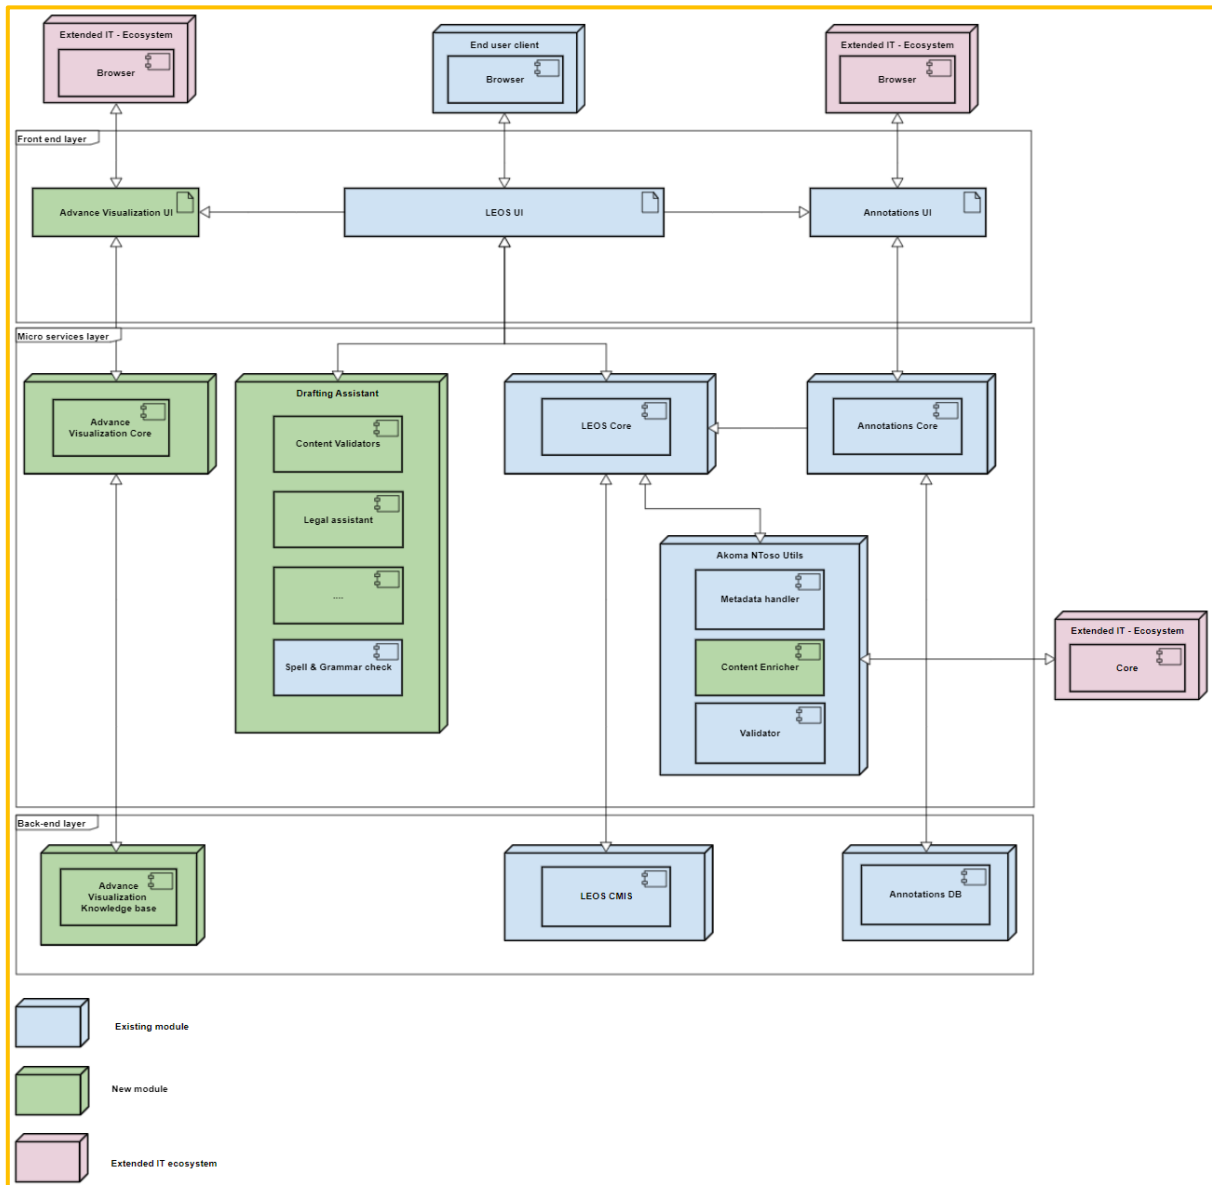 Extended IT - Ecosystem
Browser
End user client
Browser
Extended IT - Ecosystem
Browser
Front end layer
Advance Visualization UI
LEOS UI
Annotations UI
Micro services layer
Advance
Visualization Core
Drafting Assistant
Content Validators
Legal assistant
....
Spell & Grammar check
LEOS Core
Annotations Core
Akoma NToso Utils
Metadata handler
Content Enricher
Validator
Extended IT - Ecosystem
Core
Back-end layer
Advance
Visualization
Knowledge base
LEOS CMIS
Annotations DB
Existing module
New module
Extended IT ecosystem